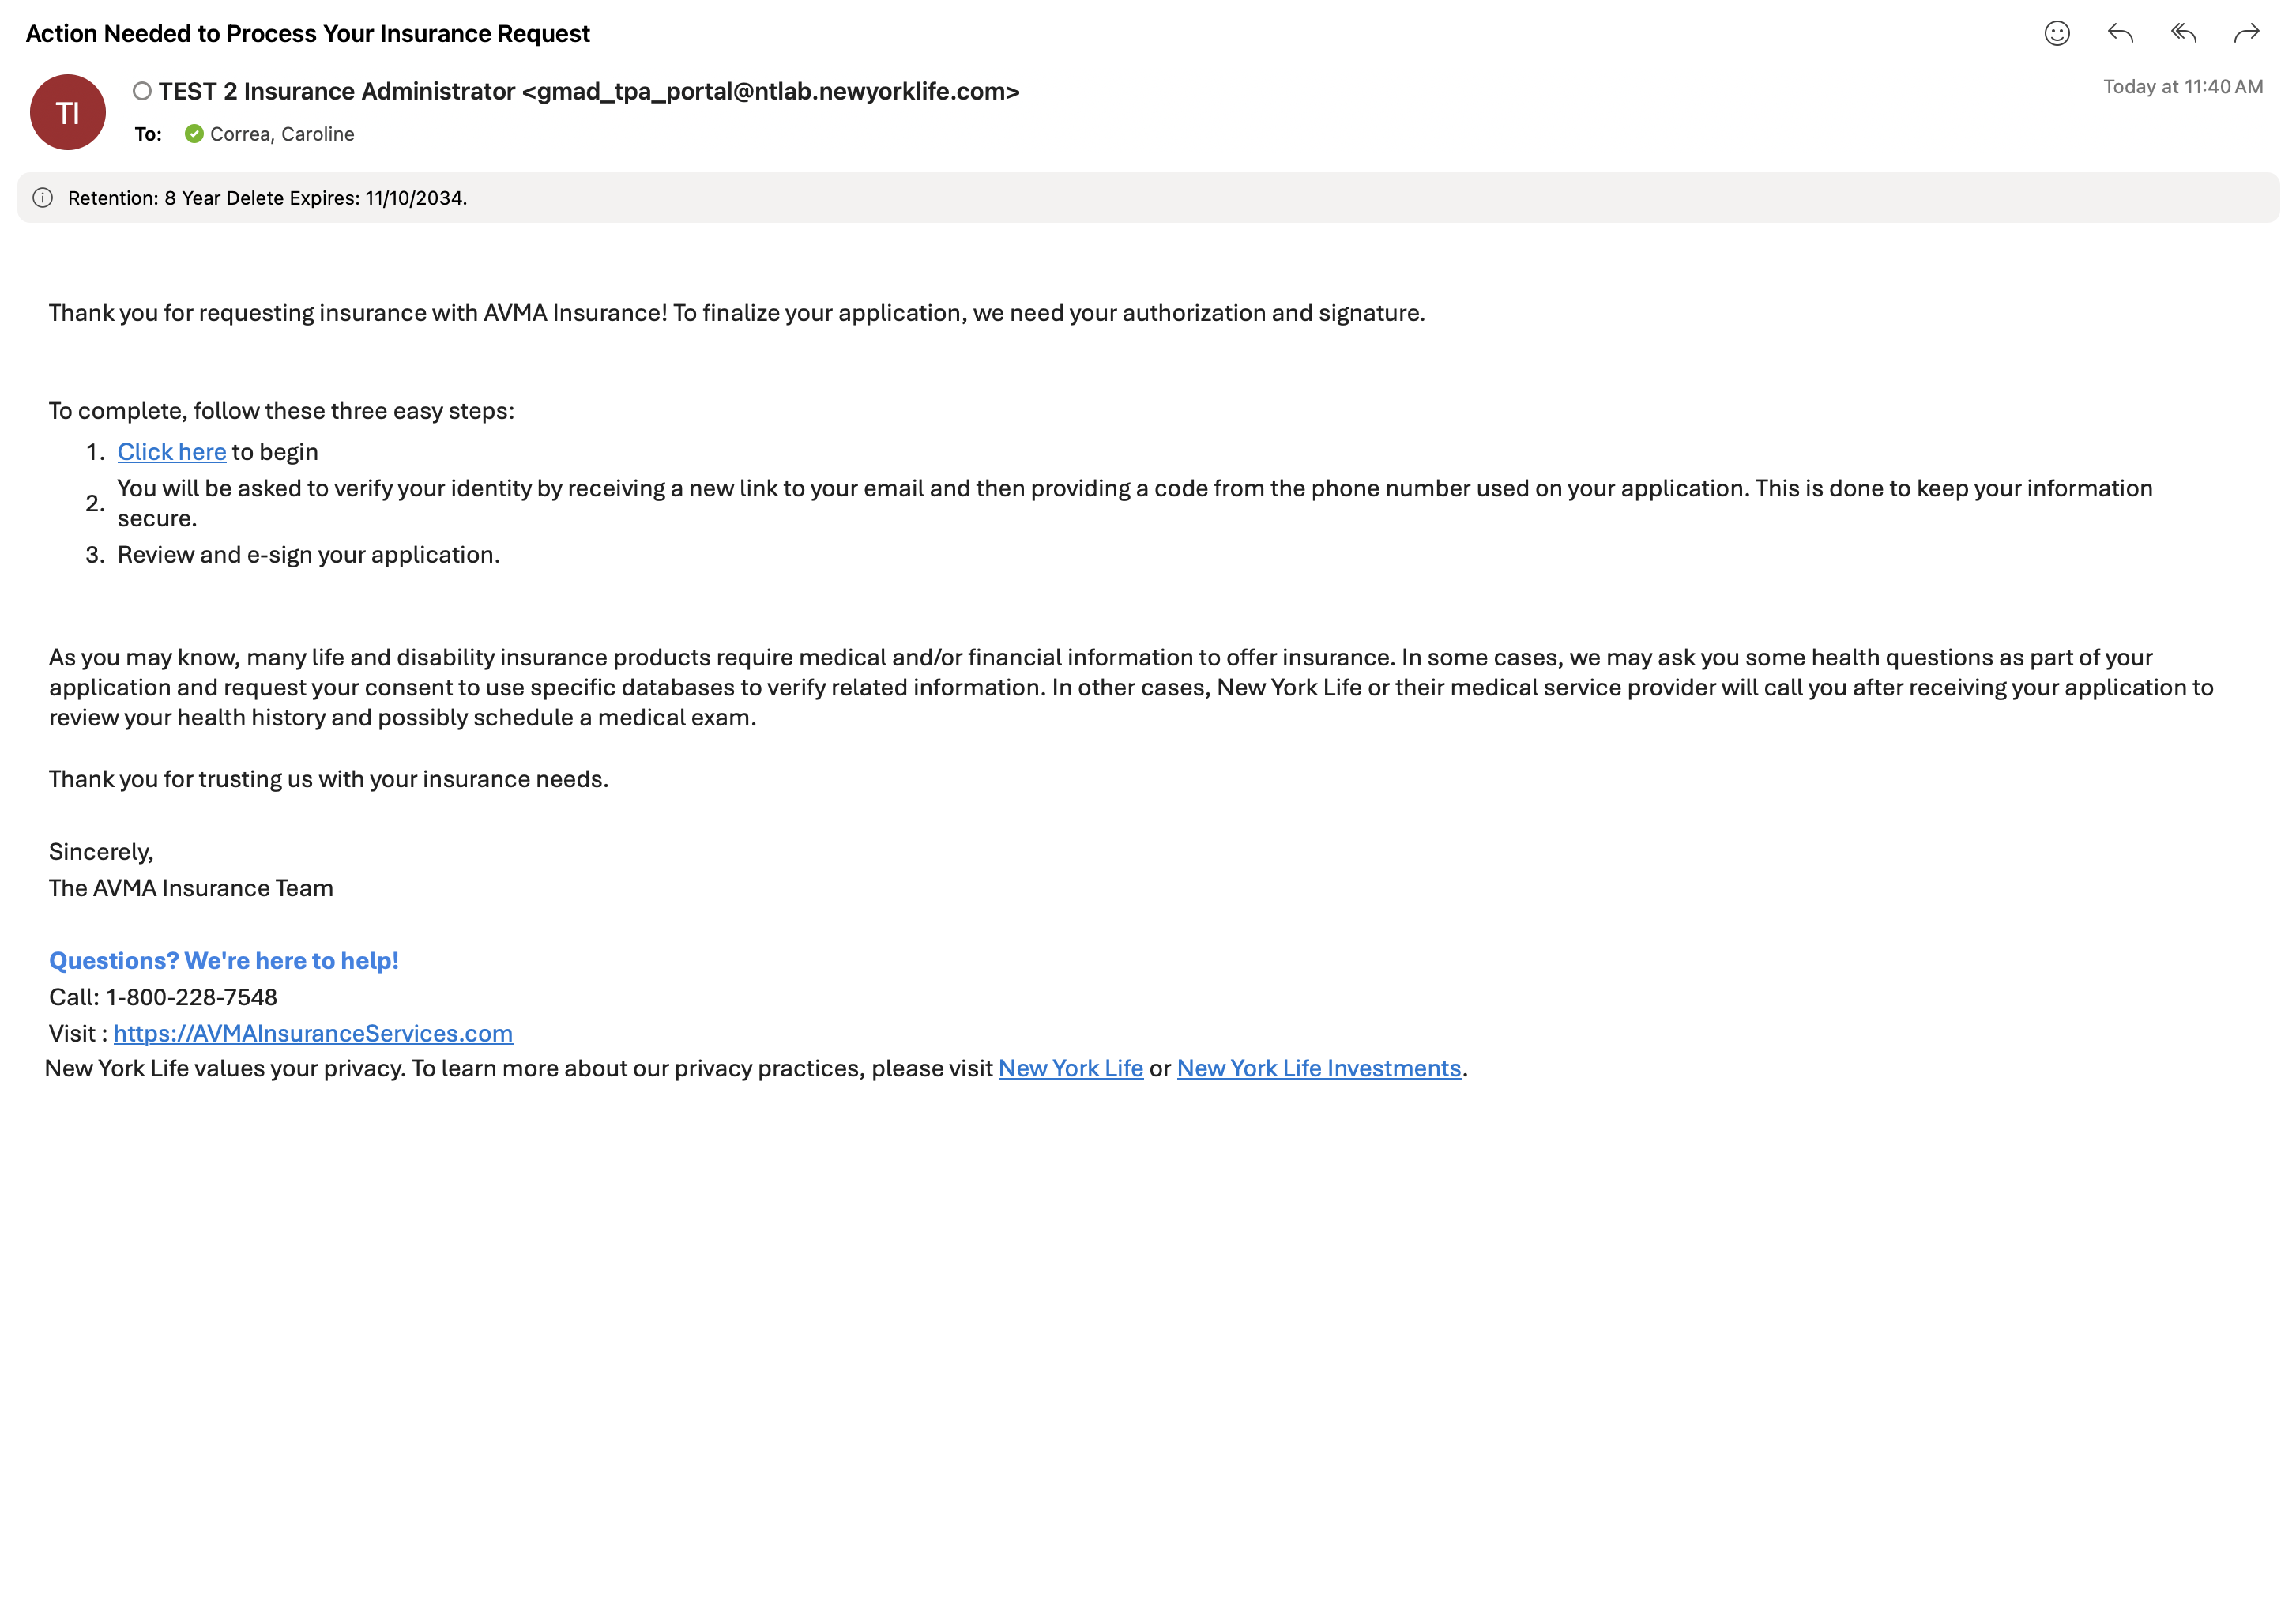 Action Needed to Process Your Insurance Request
TI
TEST 2 Insurance Administrator <gmad_tpa_portal@ntlab.newyorklife.com>
Today at 11:40 AM
To: Correa, Caroline
Retention: 8 Year Delete Expires: 11/10/2034.
Thank you for requesting insurance with AVMA Insurance! To finalize your application, we need your authorization and signature.
To complete, follow these three easy steps:
1. Click here to begin
2. You will be asked to verify your identity by receiving a new link to your email and then providing a code from the phone number used on your application. This is done to keep your information
secure.
3. Review and e-sign your application.
As you may know, many life and disability insurance products require medical and/or financial information to offer insurance. In some cases, we may ask you some health questions as part of your
application and request your consent to use specific databases to verify related information. In other cases, New York Life or their medical service provider will call you after receiving your application to
review your health history and possibly schedule a medical exam.
Thank you for trusting us with your insurance needs.
Sincerely,
The AVMA Insurance Team
Questions? We're here to help!
Call: 1-800-228-7548
Visit : https://AVMAInsuranceServices.com
New York Life values your privacy. To learn more about our privacy practices, please visit New York Life or New York Life Investments.